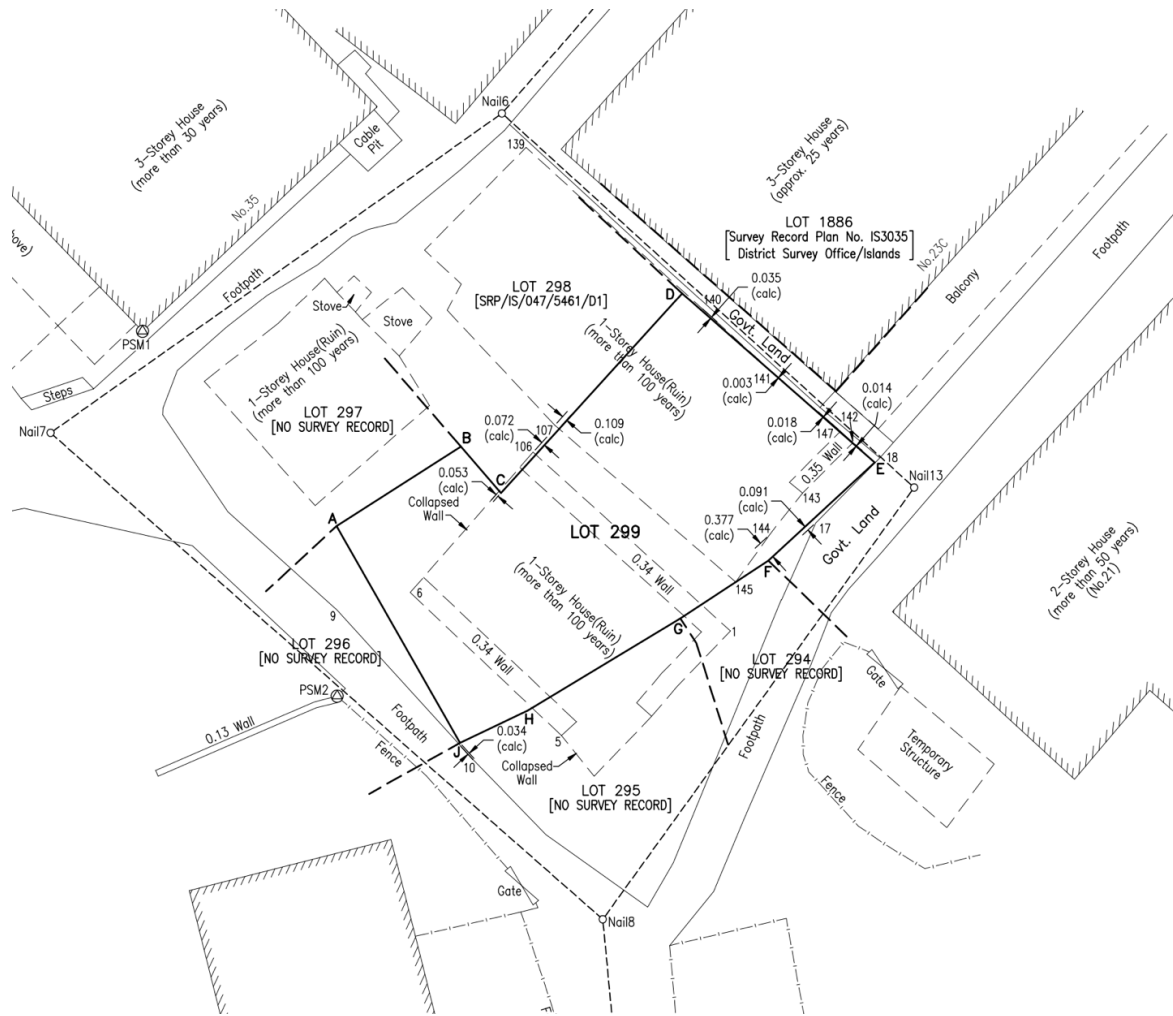 Nail6
139
3-Storey House
(more than 30 years)
Cable
Pit
No.35
ove)
3-Storey House
(approx. 25 years)
LOT 1886
[Survey Record Plan No. IS3035]
[District Survey Office/Islands]
No.23C
Balcony
Footpath
Footpath
LOT 298
[SRP/IS/047/5461/D1]
D
140
0.035
(calc)
Govt. Land
Stove
Stove
PSM1
1-Storey House(Ruin)
(more than 100 years)
1-Storey House(Ruin)
(more than 100 years)
141
0.003
(calc)
0.014
(calc)
142
Steps
LOT 297
[NO SURVEY RECORD]
Nail7
0.072
(calc)
107
106
0.109
(calc)
0.018
(calc)
147
B
18
E
0.35 Wall
0.053
(calc)
C
Collapsed
Wall
Nail13
0.091
(calc)
143
A
LOT 299
0.377
(calc)
144
17
Govt. Land
0.34 Wall
F
1-Storey House(Ruin)
(more than 100 years)
145
2-Storey House
(more than 50 years)
(No.21)
6
9
G
1
LOT 296
[NO SURVEY RECORD]
0.34 Wall
LOT 294
[NO SURVEY RECORD]
Gate
PSM2
0.13 Wall
Footpath
H
0.034
(calc)
5
J
10
Fence
Collapsed
Wall
Footpath
Temporary
Structure
LOT 295
[NO SURVEY RECORD]
Fence
Gate
Nail8
F